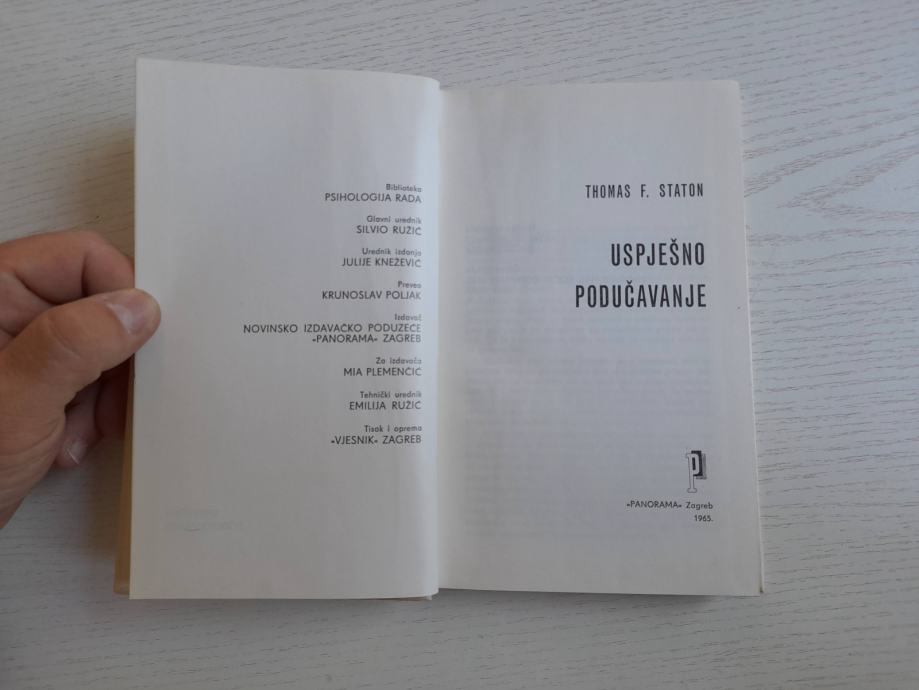 Biblioteka
PSIHOLOGIJA RADA
Glavni urednik
SILVIO RUŽIĆ
Urednik izdanja
JULIJE KNEŽEVIĆ
Preveo
KRUNOSLAV POLJAK
Izdavač
NOVINSKO IZDAVAČKO PODUZEĆE
»PANORAMA« ZAGREB
Za izdavača
MIA PLEMENČIĆ
Tehnički urednik
EMILIJA RUŽIĆ
Tisak i oprema
»VJESNIK« ZAGREB
THOMAS F. STATON
USPJEŠNO
PODUČAVANJE
P
»PANORAMA« Zagreb
1965.